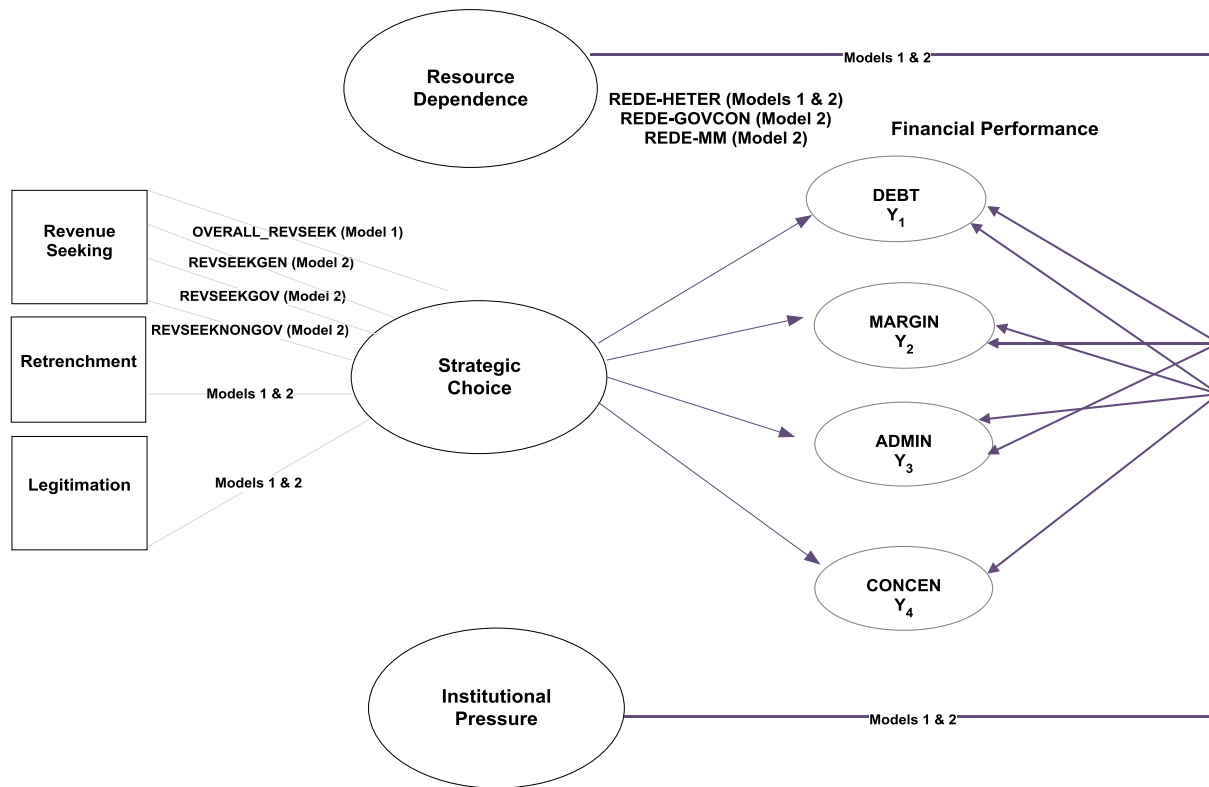 Resource
Dependence
Models 1 & 2
REDE-HETER (Models 1 & 2)
REDE-GOVCON (Model 2)
REDE-MM (Model 2)
Financial Performance
DEBT
Y1
Revenue
Seeking
OVERALL_REVSEEK (Model 1)
REVSEEKGEN (Model 2)
REVSEEKGOV (Model 2)
REVSEEKNONGOV (Model 2)
MARGIN
Y2
Retrenchment
Models 1 & 2
Strategic
Choice
ADMIN
Y3
Legitimation
Models 1 & 2
CONCEN
Y4
Institutional
Pressure
Models 1 & 2